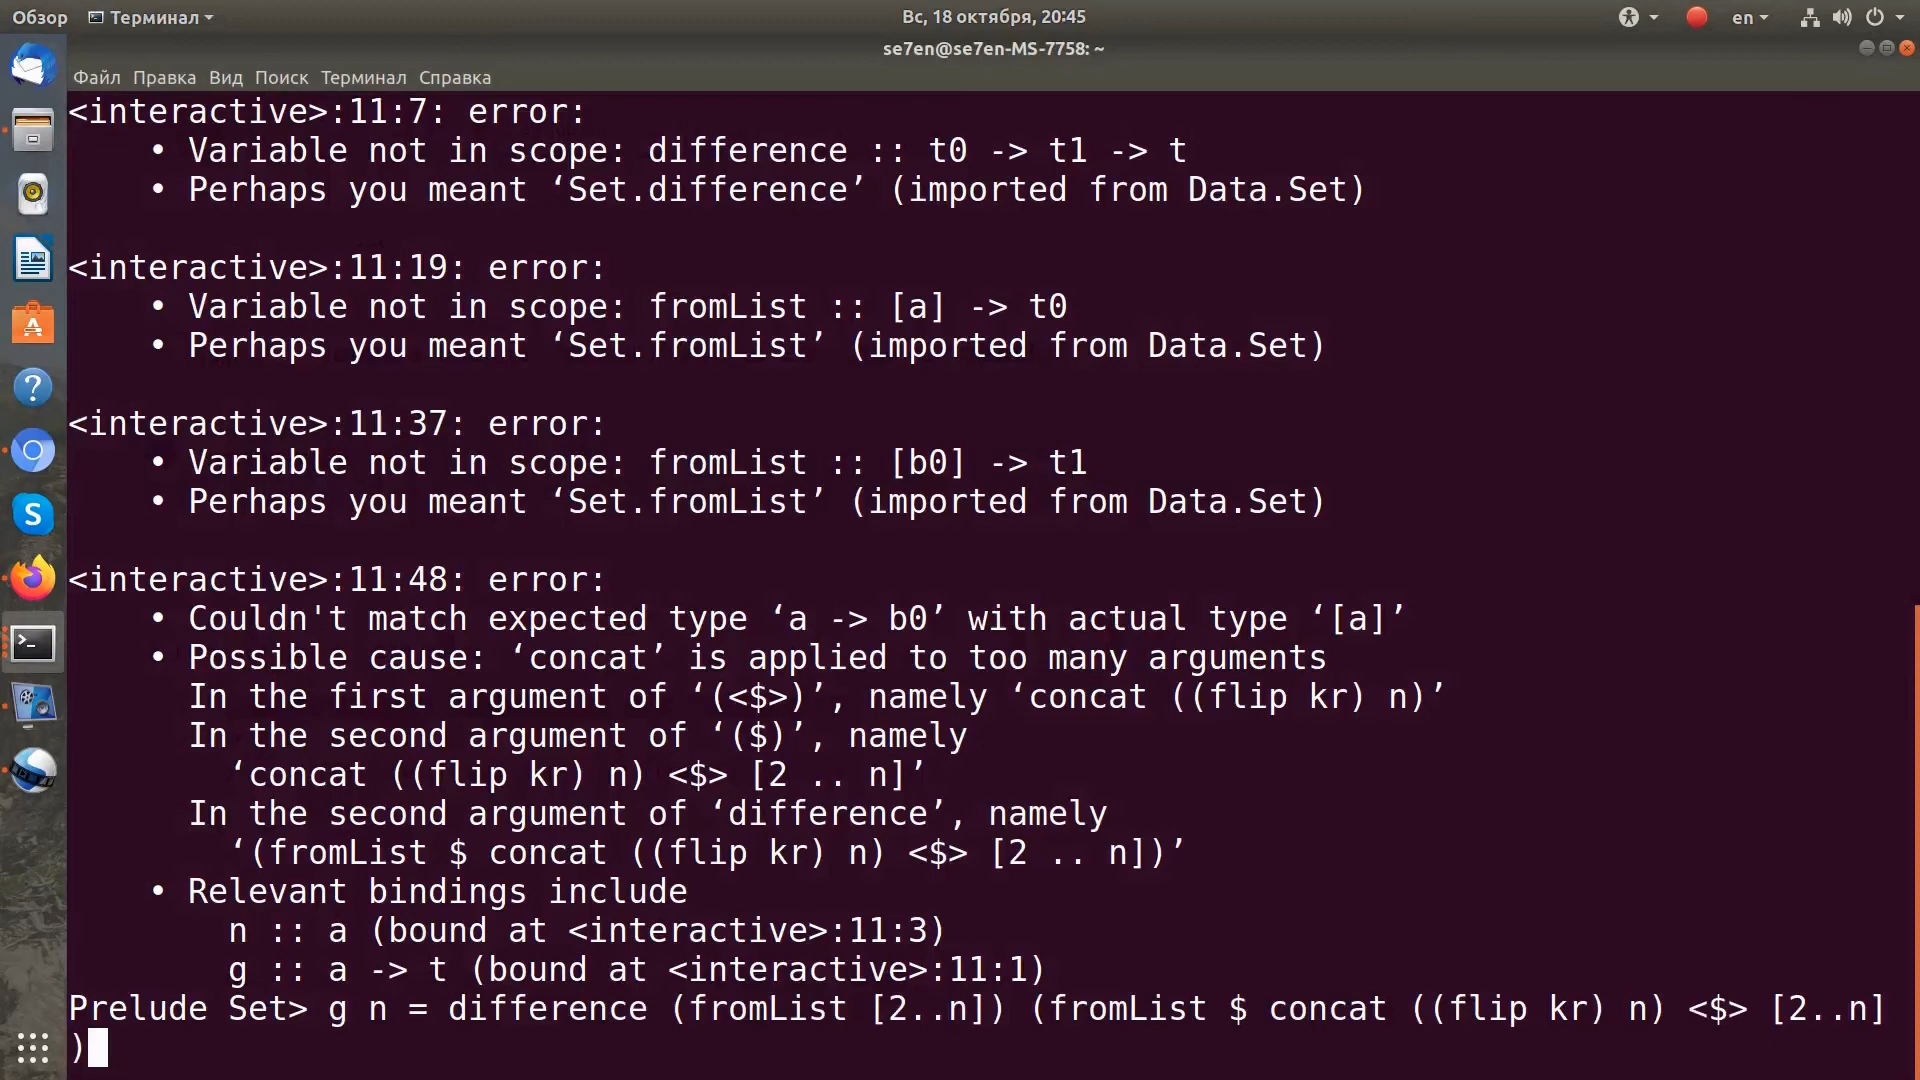 Обзор Терминал Вс, 18 октября, 20:45 en
se7en@se7en-MS-7758: ~
Файл Правка Вид Поиск Терминал Справка
<interactive>:11:7: error:
• Variable not in scope: difference :: t0 -> t1 -> t
• Perhaps you meant ‘Set.difference’ (imported from Data.Set)
<interactive>:11:19: error:
• Variable not in scope: fromList :: [a] -> t0
• Perhaps you meant ‘Set.fromList’ (imported from Data.Set)
<interactive>:11:37: error:
• Variable not in scope: fromList :: [b0] -> t1
• Perhaps you meant ‘Set.fromList’ (imported from Data.Set)
<interactive>:11:48: error:
• Couldn't match expected type ‘a -> b0’ with actual type ‘[a]’
• Possible cause: ‘concat’ is applied to too many arguments
In the first argument of ‘(<$>)’, namely ‘concat ((flip kr) n)’
In the second argument of ‘($)’, namely
‘concat ((flip kr) n) <$> [2 .. n]’
In the second argument of ‘difference’, namely
‘(fromList $ concat ((flip kr) n) <$> [2 .. n])’
• Relevant bindings include
n :: a (bound at <interactive>:11:3)
g :: a -> t (bound at <interactive>:11:1)
Prelude Set> g n = difference (fromList [2..n]) (fromList $ concat ((flip kr) n) <$> [2..n]
)